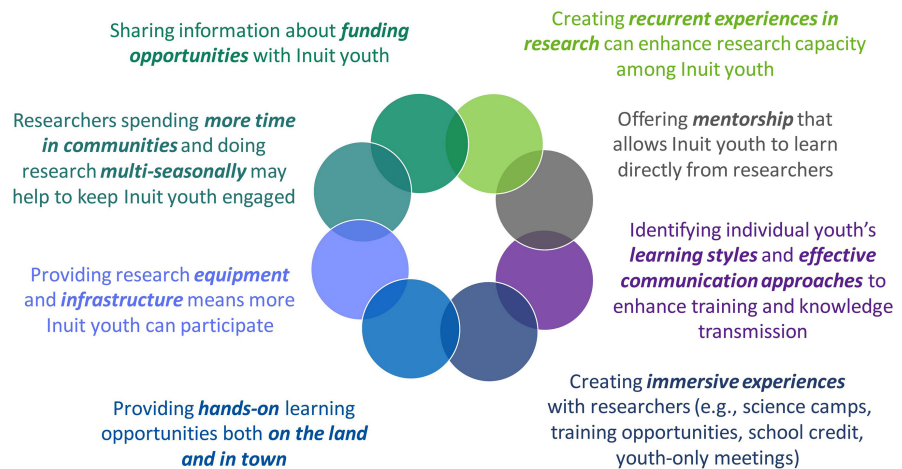 Sharing information about funding
opportunities with Inuit youth
Creating recurrent experiences in
research can enhance research capacity
among Inuit youth
Researchers spending more time
in communities and doing
research multi-seasonally may
help to keep Inuit youth engaged
Offering mentorship that
allows Inuit youth to learn
directly from researchers
Providing research equipment
and infrastructure means more
Inuit youth can participate
Identifying individual youth's
learning styles and effective
communication approaches to
enhance training and knowledge
transmission
Providing hands-on learning
opportunities both on the land
and in town
Creating immersive experiences
with researchers (e.g., science camps,
training opportunities, school credit,
youth-only meetings)